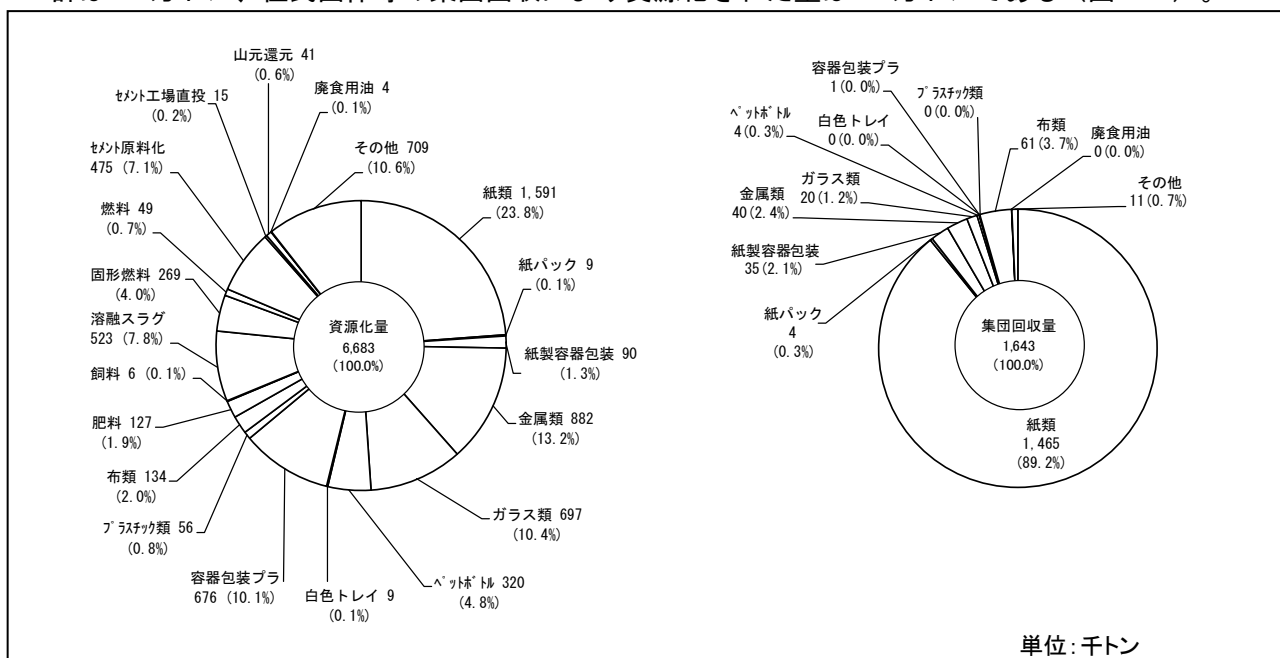 山元還元 41
(0.6%)
廃食用油 4
(0.1%)
ｾﾒﾝﾄ工場直投 15
(0.2%)
その他 709
(10.6%)
ｾﾒﾝﾄ原料化
475 (7.1%)
紙類 1,591
(23.8%)
燃料 49
(0.7%)
紙パック 9
(0.1%)
固形燃料 269
(4.0%)
資源化量
6,683
(100.0%)
溶融スラグ
523 (7.8%)
紙製容器包装 90
(1.3%)
飼料 6 (0.1%)
金属類 882
(13.2%)
肥料 127
(1.9%)
布類 134
(2.0%)
ガラス類 697
(10.4%)
ﾌﾟﾗｽﾁｯｸ類 56
(0.8%)
容器包装プラ
676 (10.1%)
白色トレイ 9
(0.1%)
ﾍﾟｯﾄﾎﾞﾄﾙ 320
(4.8%)
容器包装プラ
1(0.0%)
ﾌﾟﾗｽﾁｯｸ類
0(0.0%)
ﾍﾟｯﾄﾎﾞﾄﾙ
4(0.3%)
白色トレイ
0(0.0%)
布類
61(3.7%)
廃食用油
0(0.0%)
ガラス類
20(1.2%)
その他
11(0.7%)
金属類
40(2.4%)
紙製容器包装
35(2.1%)
紙パック
4
(0.3%)
集団回収量
1,643
(100.0%)
紙類
1,465
(89.2%)
単位:千トン